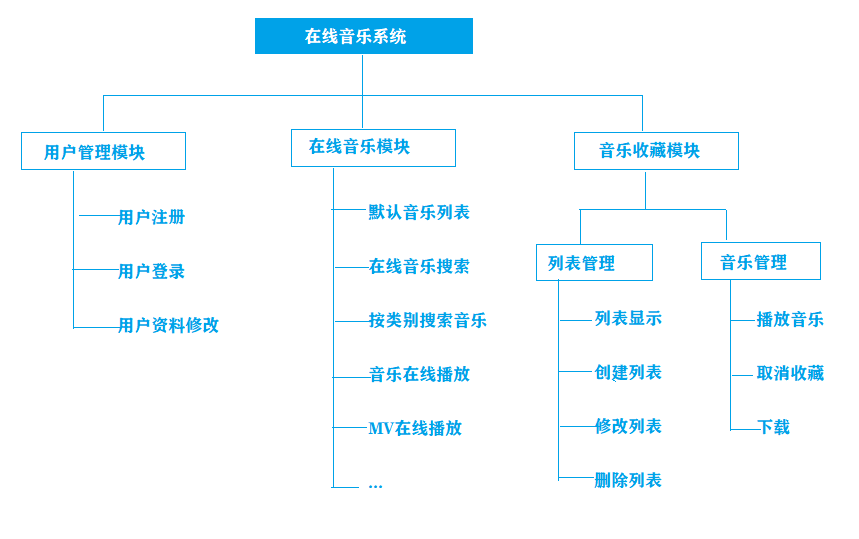 在线音乐系统
用户管理模块
在线音乐模块
音乐收藏模块
用户注册
用户登录
用户资料修改
默认音乐列表
在线音乐搜索
按类别搜索音乐
音乐在线播放
MV在线播放
...
列表管理
音乐管理
列表显示
创建列表
修改列表
删除列表
播放音乐
取消收藏
下载